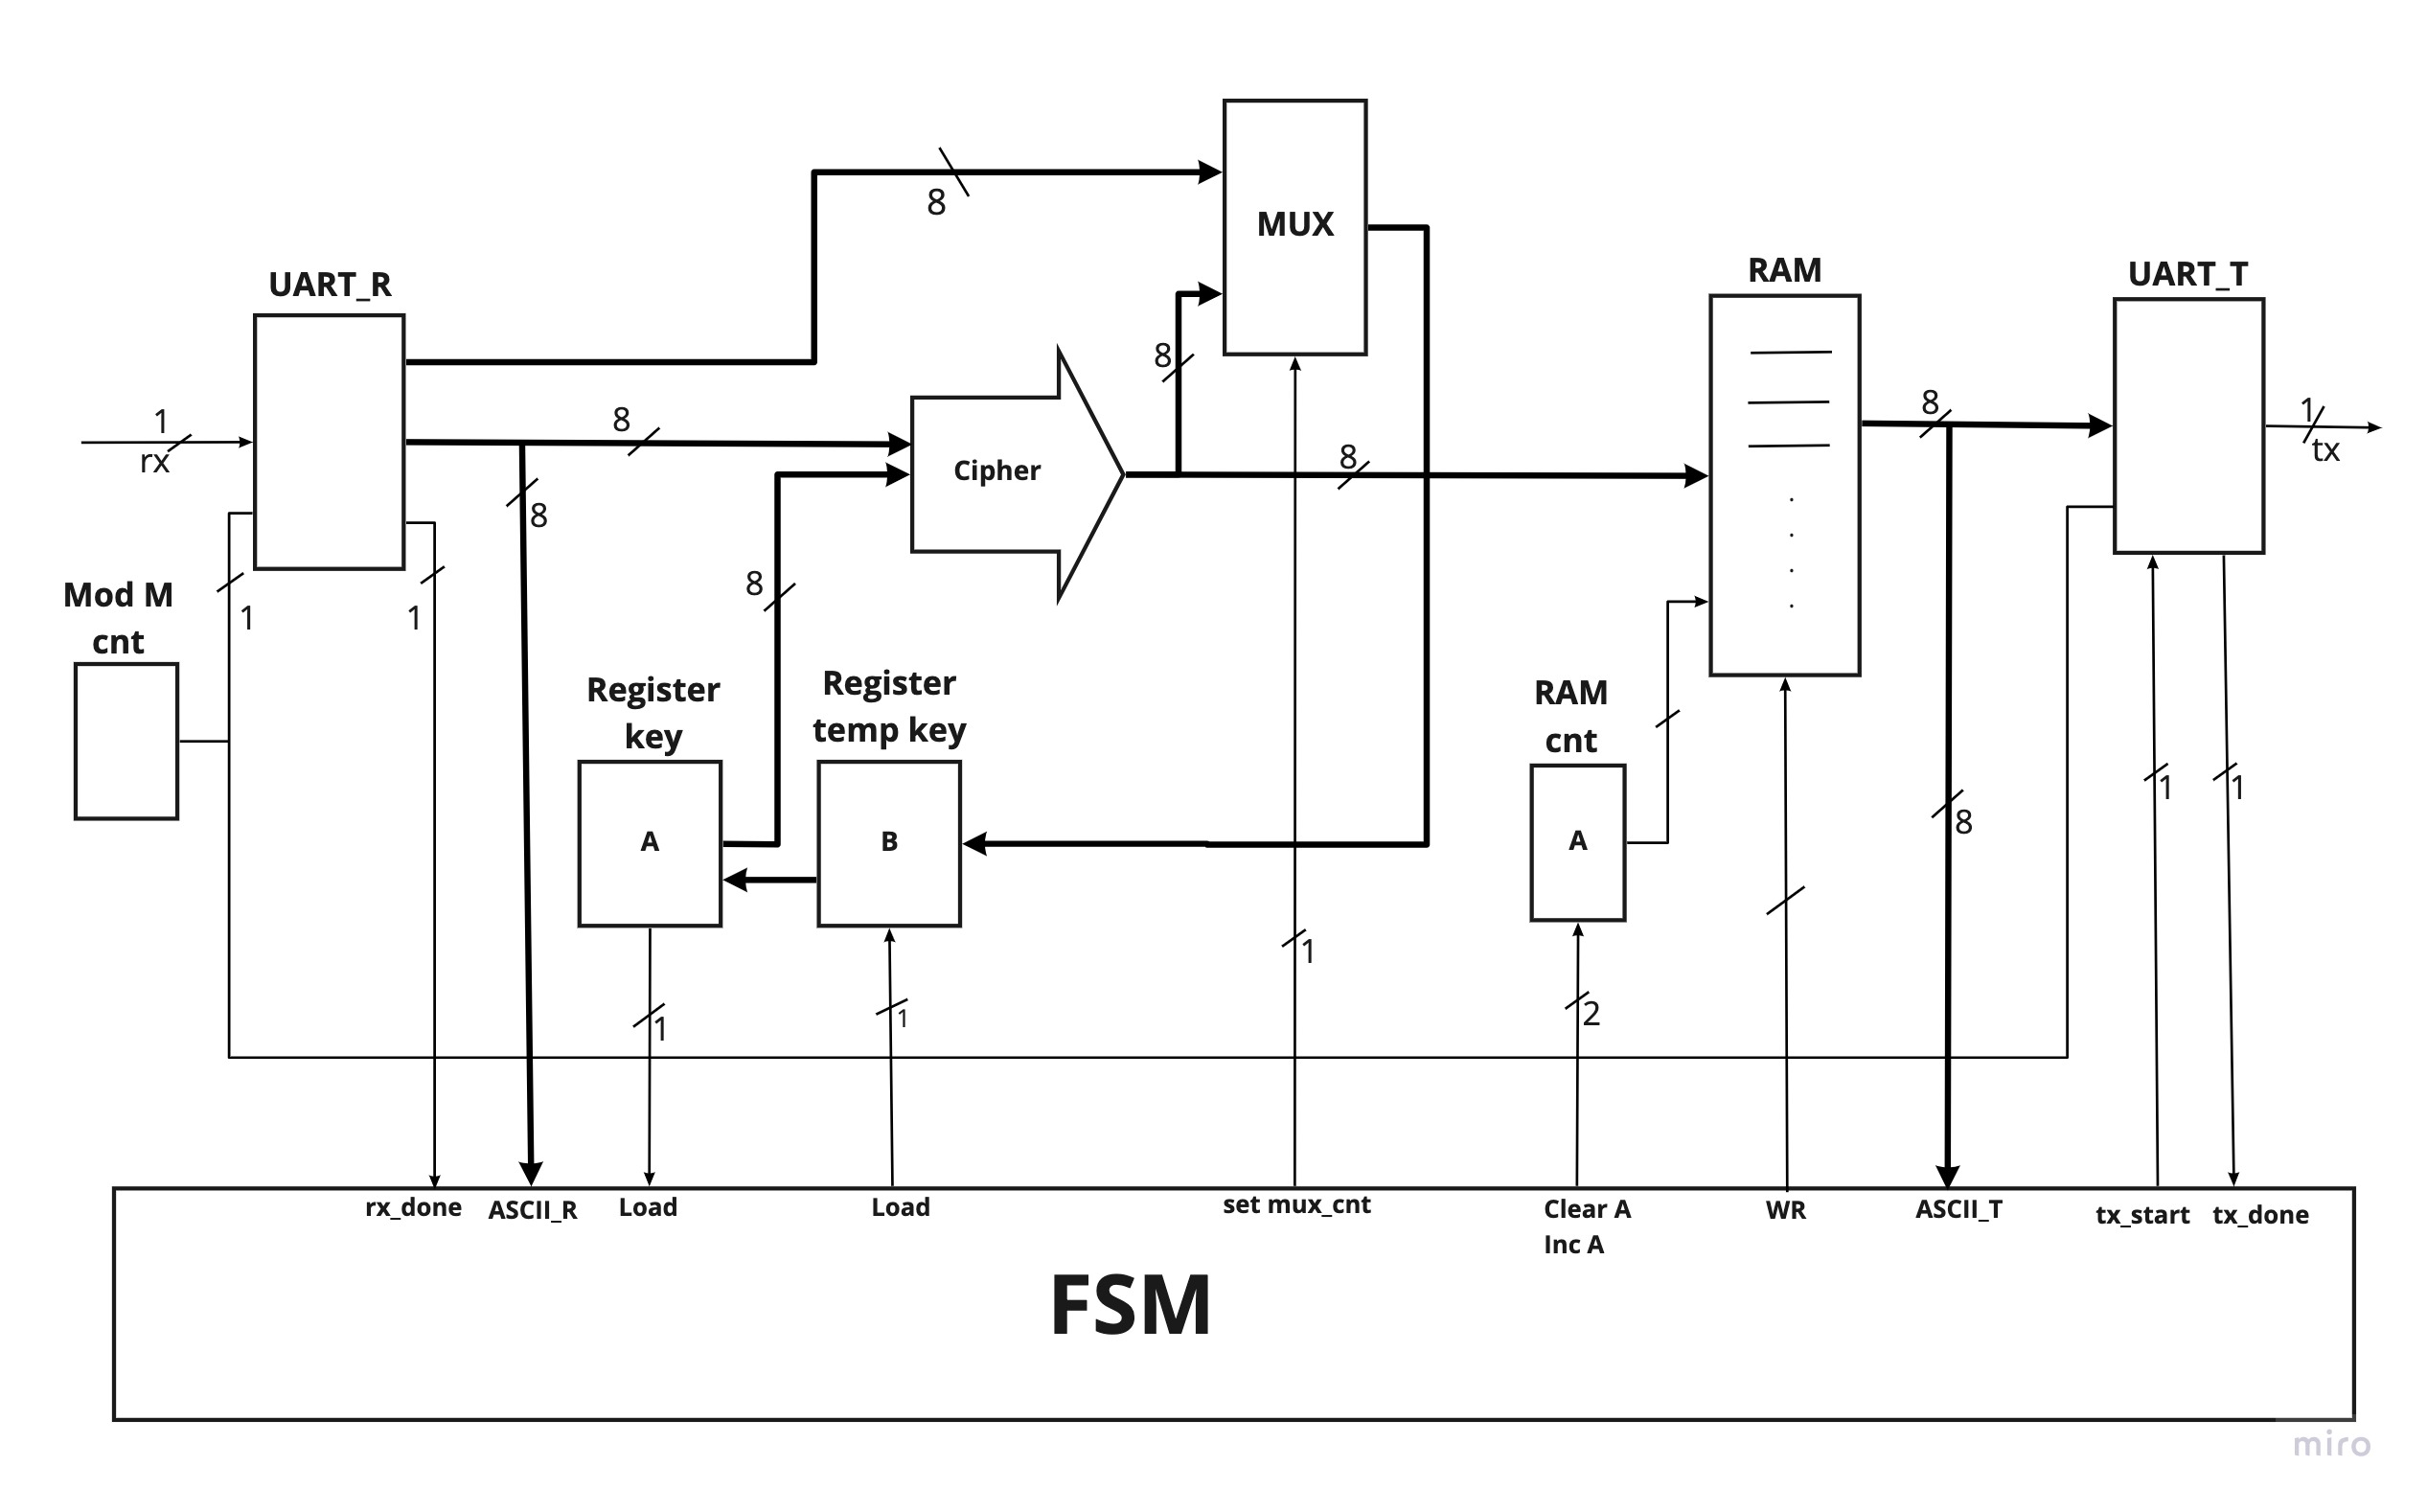 MUX
8
UART_R
RAM
UART_T
8
8
8
8
1
rx
1
tx
Cipher
8
8
Mod M
cnt
1
1
8
Register
key
Register
temp key
RAM
cnt
1
1
8
A
B
A
1
1
1
2
rx_done
ASCII_R
Load
Load
set mux_cnt
Clear A
Inc A
WR
ASCII_T
tx_start
tx_done
FSM
miro